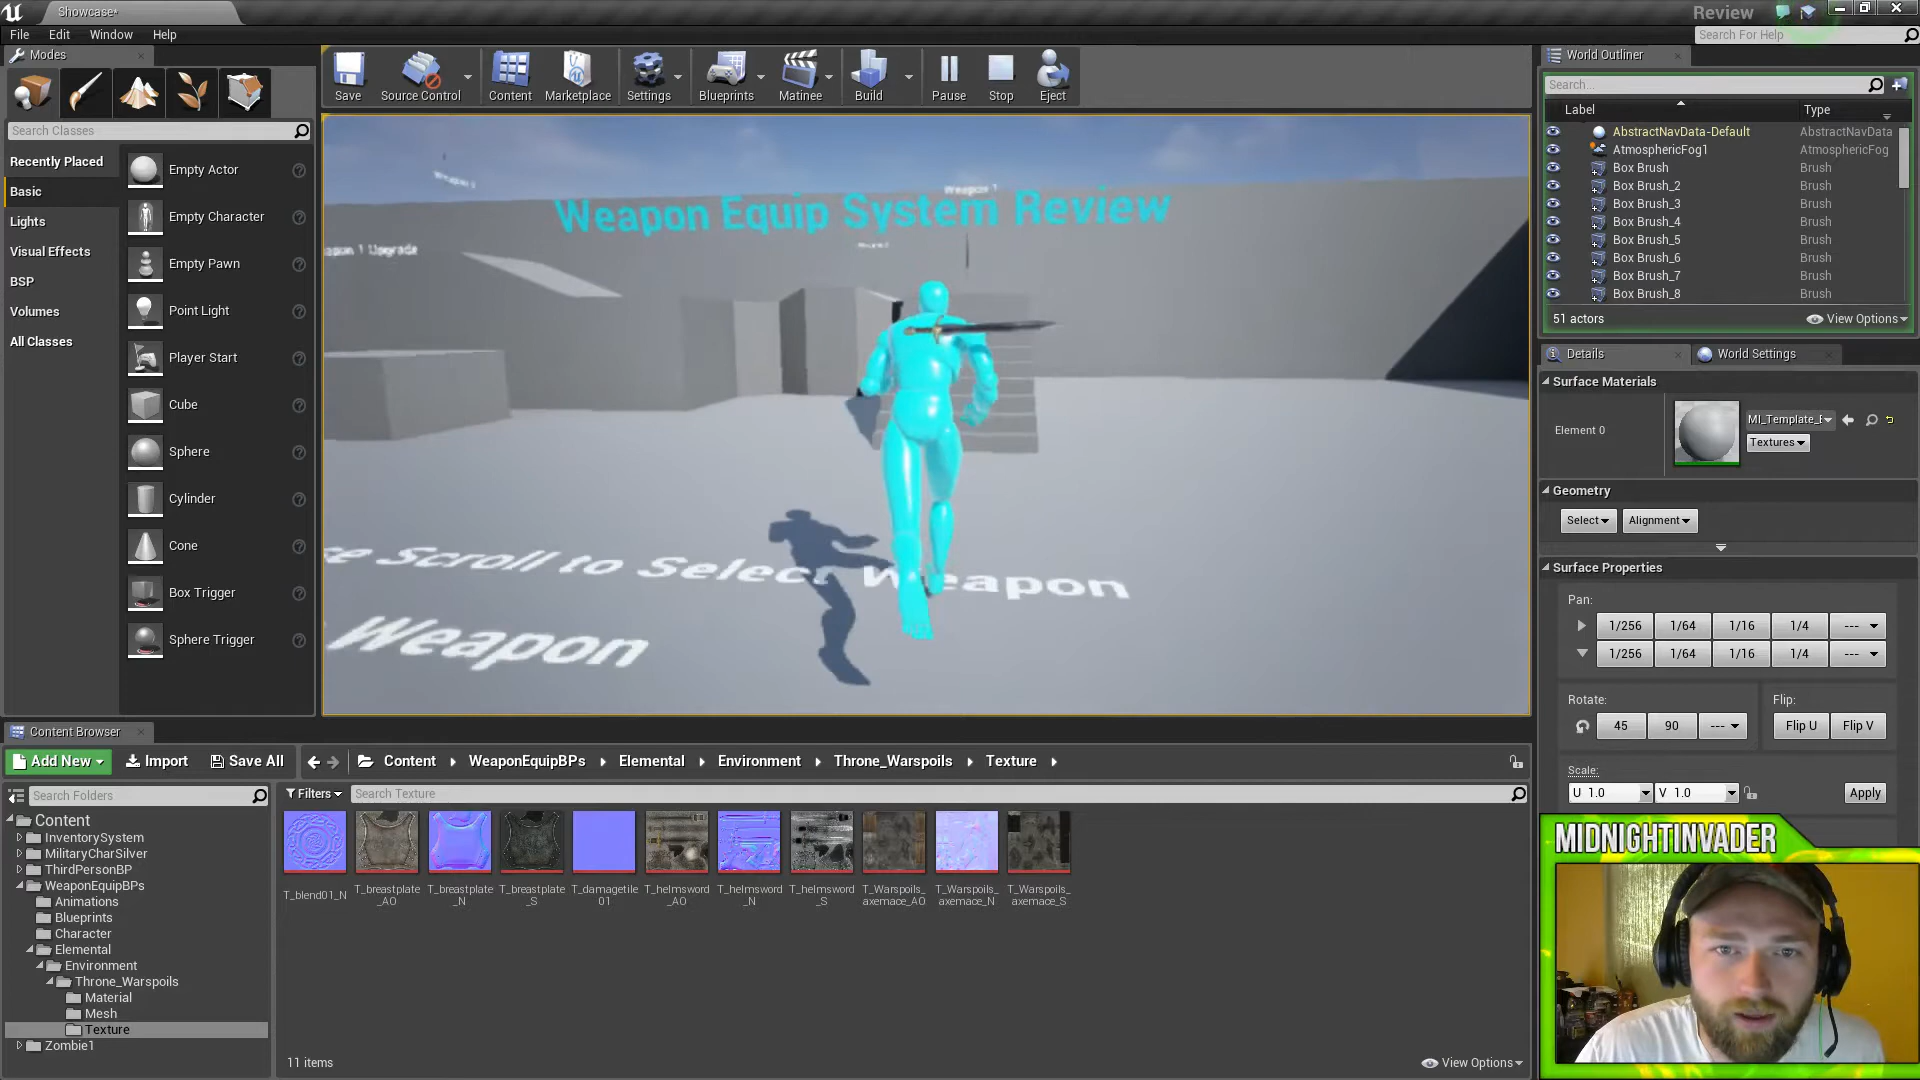 Showcase*
Review
File Edit Window Help
Search For Help
Modes
Search Classes
Recently Placed
Basic
Lights
Visual Effects
BSP
Volumes
All Classes
Empty Actor
Empty Character
Empty Pawn
Point Light
Player Start
Cube
Sphere
Cylinder
Cone
Box Trigger
Sphere Trigger
Save Source Control Content Marketplace Settings Blueprints Matinee Build Pause Stop Eject
Weapon 1
Weapon Equip System Review
Weapon 1 Upgrade
Scroll to Select Weapon
Weapon
World Outliner
Search...
Label Type
AbstractNavData-Default AbstractNavData
AtmosphericFog1 AtmosphericFog
Box Brush Brush
Box Brush_2 Brush
Box Brush_3 Brush
Box Brush_4 Brush
Box Brush_5 Brush
Box Brush_6 Brush
Box Brush_7 Brush
Box Brush_8 Brush
51 actors View Options
Details World Settings
Surface Materials
Element 0 MI_Template_
Textures
Geometry
Select Alignment
Surface Properties
Pan:
1/256 1/64 1/16 1/4 ---
1/256 1/64 1/16 1/4 ---
Rotate: Flip:
45 90 --- Flip U Flip V
Scale:
U 1.0 V 1.0 Apply
Content Browser
Add New Import Save All Content WeaponEquipBPs Elemental Environment Throne_Warspoils Texture
Search Folders
Filters Search Texture
Content
InventorySystem
MilitaryCharSilver
ThirdPersonBP
WeaponEquipBPs
Animations
Blueprints
Character
Elemental
Environment
Throne_Warspoils
Material
Mesh
Texture
Zombie1
T_blend01_N
T_breastplate_AO
T_breastplate_N
T_breastplate_S
T_damagetile01
T_helmsword_AO
T_helmsword_N
T_helmsword_S
T_Warspoils_axemace_AO
T_Warspoils_axemace_N
T_Warspoils_axemace_S
11 items View Options
MIDNIGHTINVADER